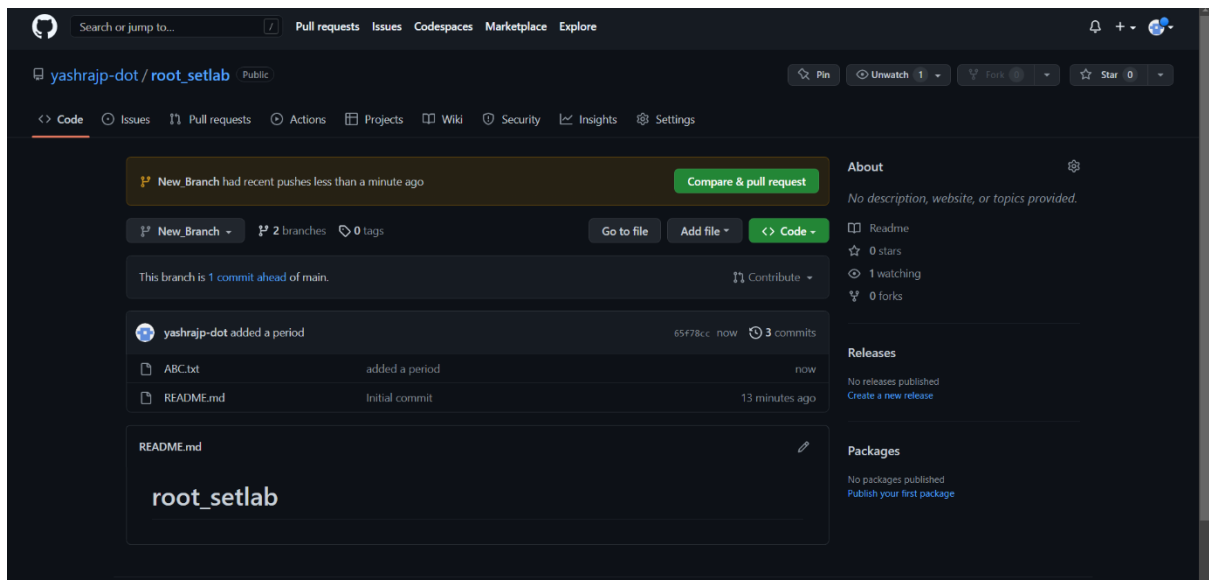 Search or jump to... / Pull requests Issues Codespaces Marketplace Explore
yashrajp-dot / root_setlab Public Pin Unwatch 1 Fork 0 Star 0
Code Issues Pull requests Actions Projects Wiki Security Insights Settings
New_Branch had recent pushes less than a minute ago Compare & pull request
New_Branch 2 branches 0 tags Go to file Add file Code
This branch is 1 commit ahead of main. Contribute
yashrajp-dot added a period 65f78cc now 3 commits
ABC.txt added a period now
README.md Initial commit 13 minutes ago
README.md
root_setlab
About
No description, website, or topics provided.
Readme
0 stars
1 watching
0 forks
Releases
No releases published
Create a new release
Packages
No packages published
Publish your first package